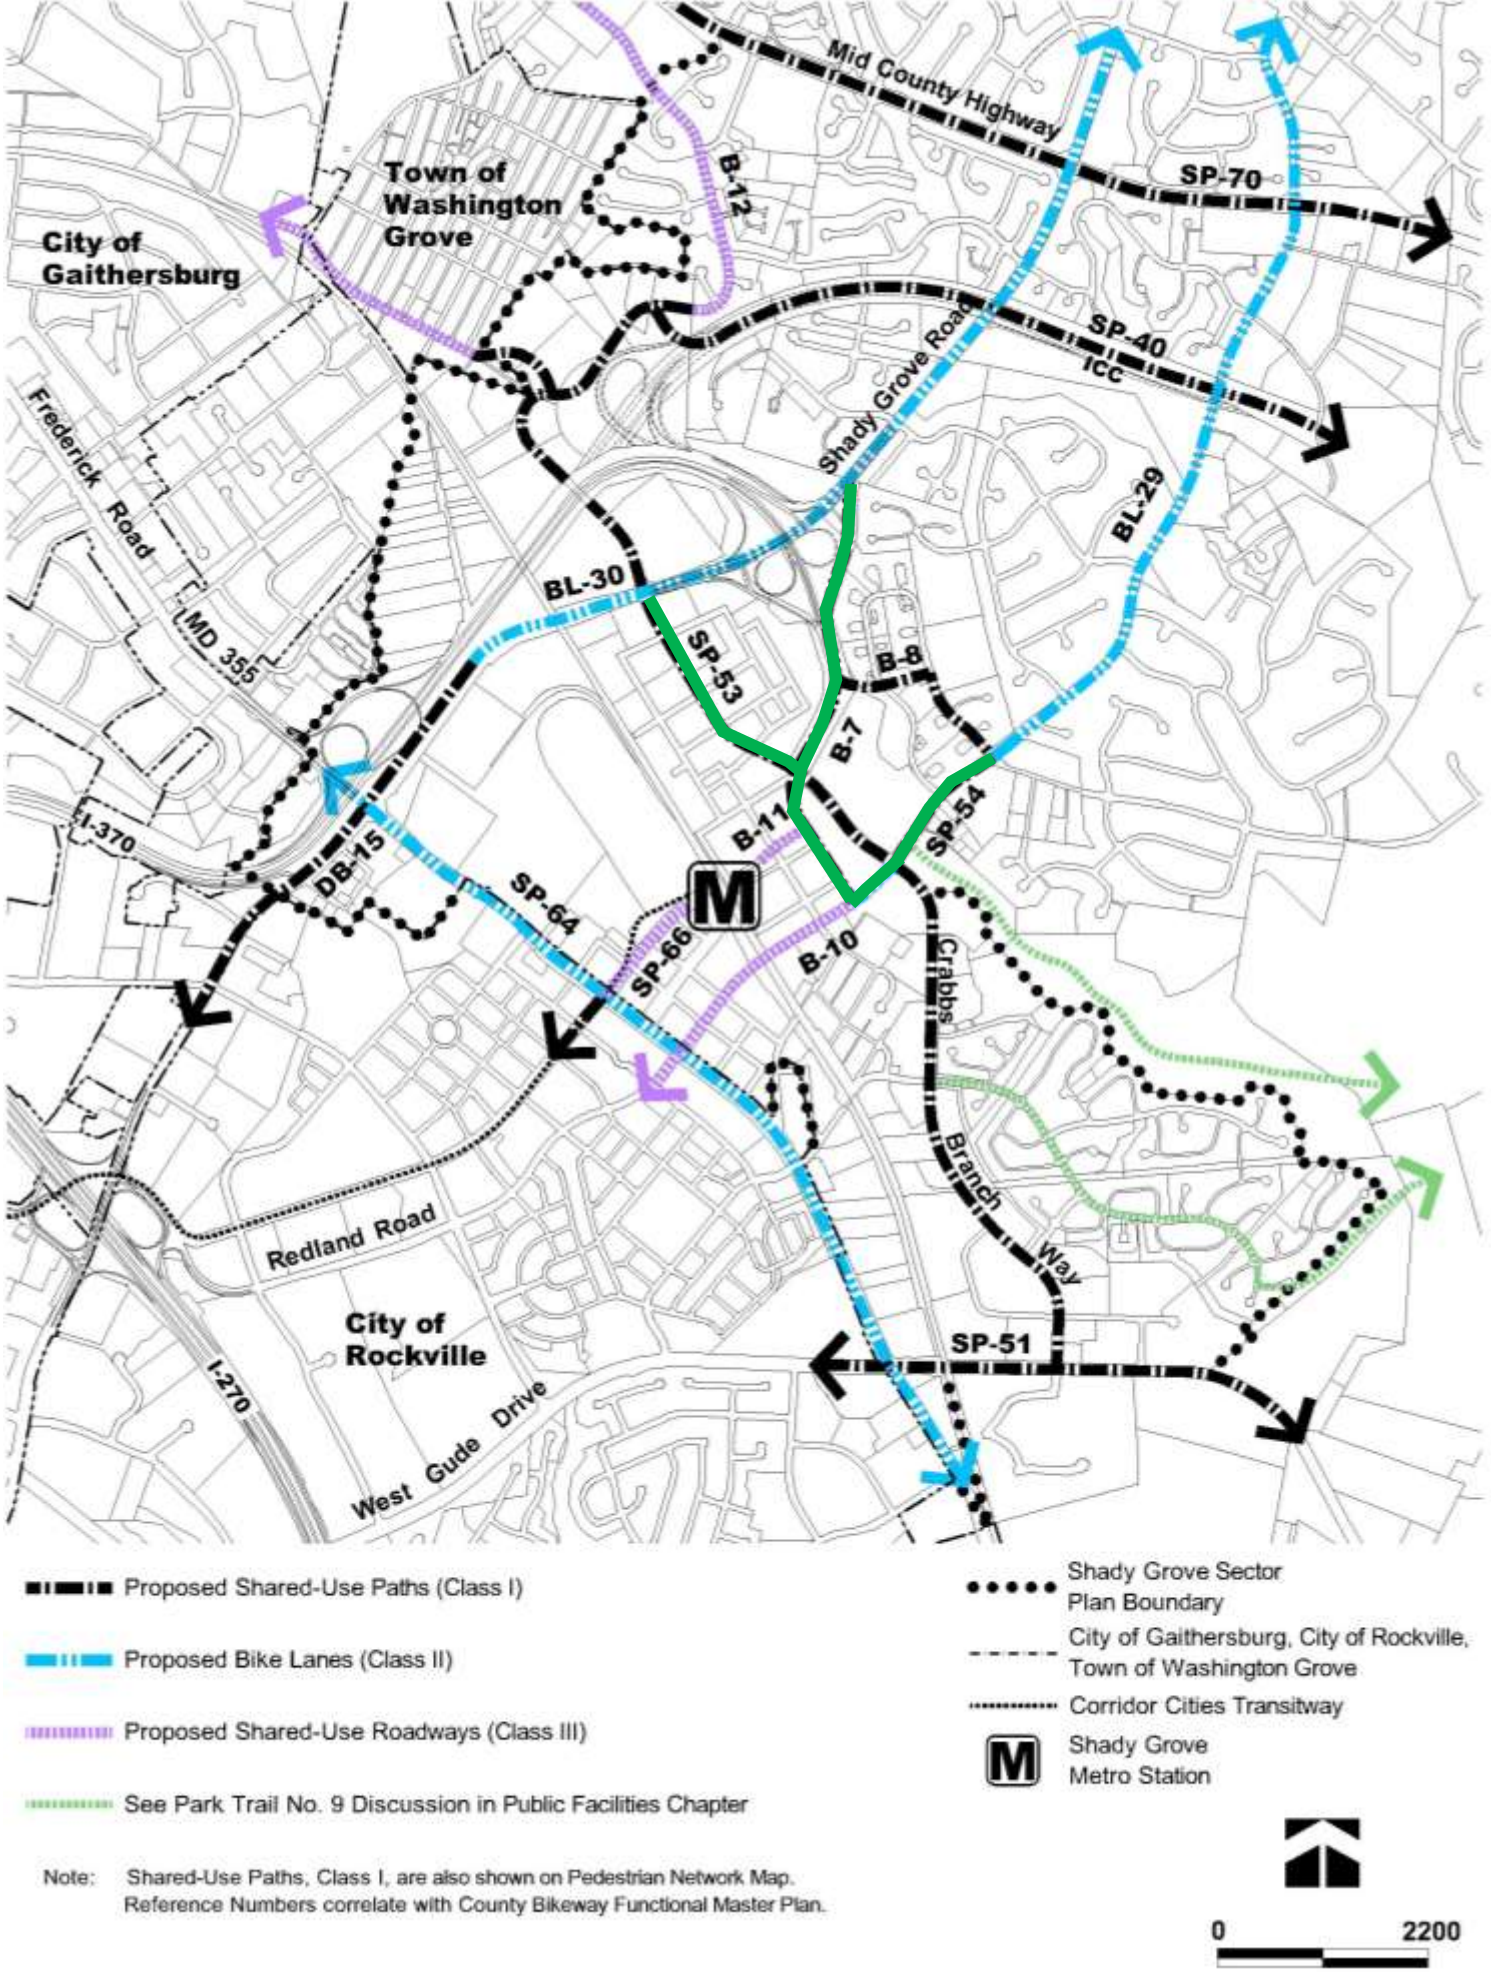 Mid County Highway
SP-70
B-12
Town of
Washington
Grove
City of
Gaithersburg
SP-40
ICC
Shady Grove Road
Frederick Road
BL-29
BL-30
MD 355
SP-53
B-8
B-7
SP-54
B-11
I-370
DB-15
M
SP-64
SP-66
B-10
Crabbs
Branch
Way
Redland Road
City of
Rockville
SP-51
I-270
West Gude Drive
Proposed Shared-Use Paths (Class I)
Proposed Bike Lanes (Class II)
Proposed Shared-Use Roadways (Class III)
See Park Trail No. 9 Discussion in Public Facilities Chapter
Shady Grove Sector
Plan Boundary
City of Gaithersburg, City of Rockville,
Town of Washington Grove
Corridor Cities Transitway
M
Shady Grove
Metro Station
Note: Shared-Use Paths, Class I, are also shown on Pedestrian Network Map.
Reference Numbers correlate with County Bikeway Functional Master Plan.
0 2200